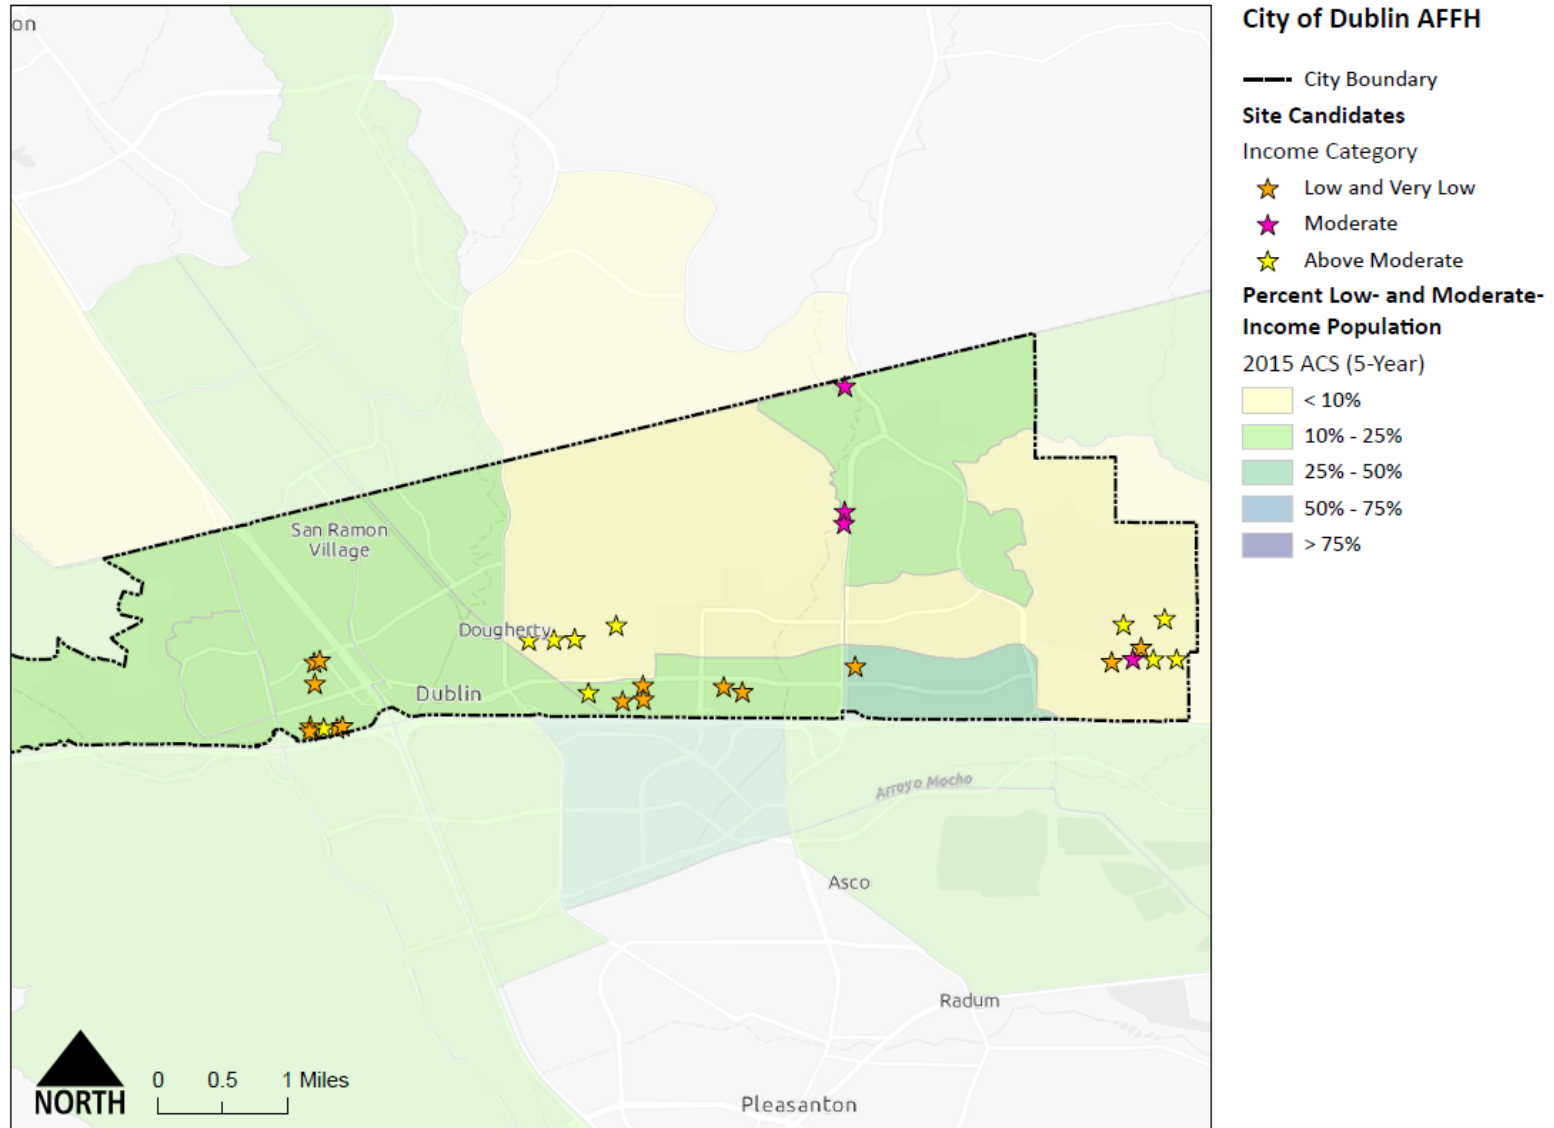 on
San Ramon
Village
Dougherty
Dublin
Arroyo Mocho
Asco
Radum
Pleasanton
NORTH
0 0.5 1 Miles
City of Dublin AFFH
City Boundary
Site Candidates
Income Category
Low and Very Low
Moderate
Above Moderate
Percent Low- and Moderate-
Income Population
2015 ACS (5-Year)
< 10%
10% - 25%
25% - 50%
50% - 75%
> 75%